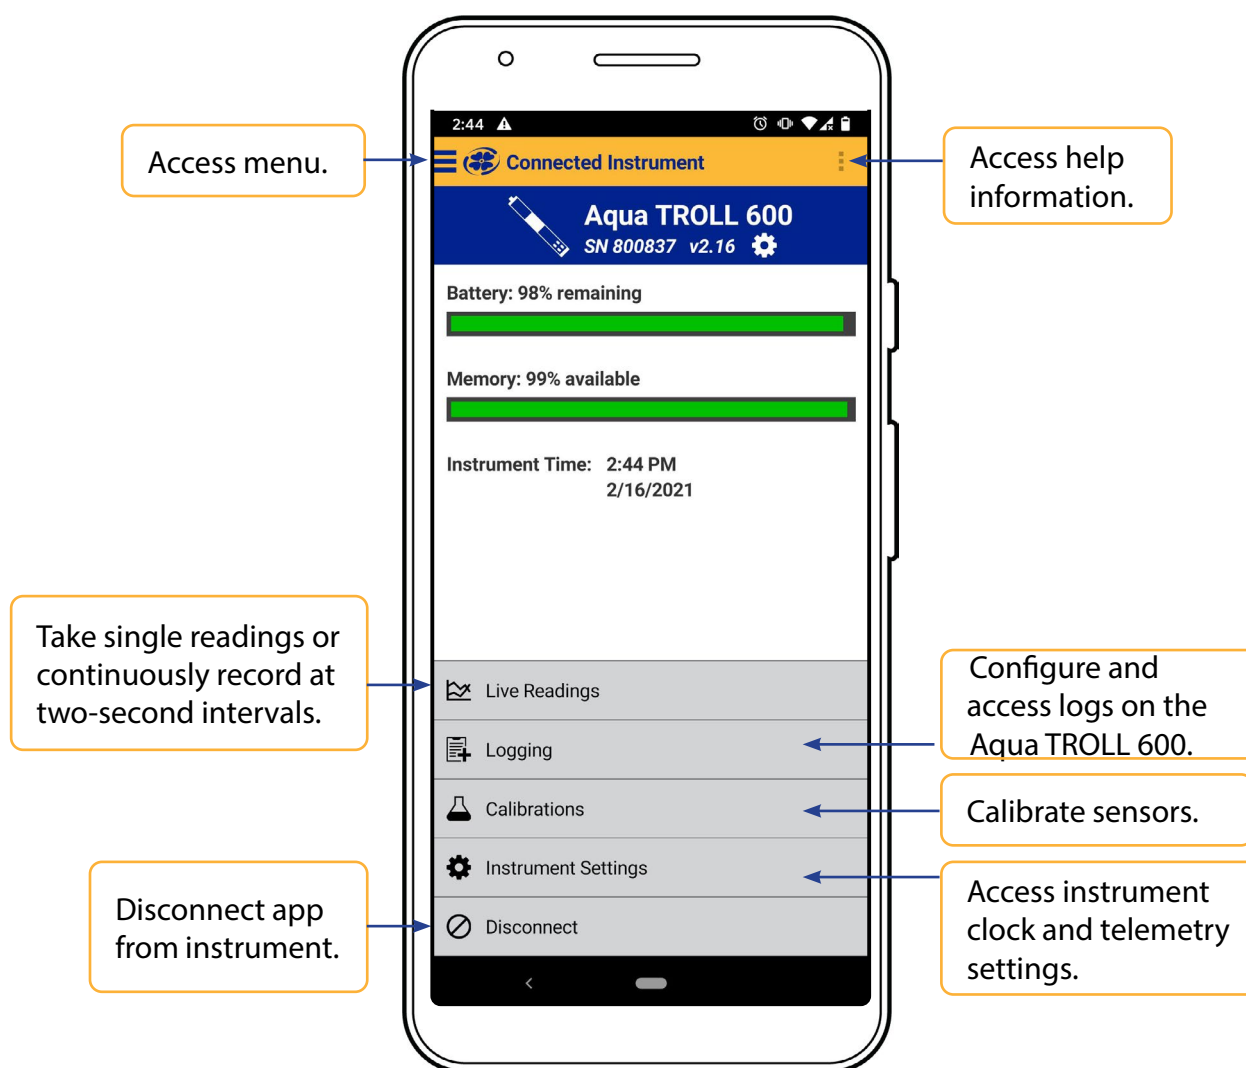 2:44
Connected Instrument
Aqua TROLL 600
SN 800837 v2.16
Battery: 98% remaining
Memory: 99% available
Instrument Time: 2:44 PM
2/16/2021
Live Readings
Logging
Calibrations
Instrument Settings
Disconnect
Access menu.
Take single readings or
continuously record at
two-second intervals.
Disconnect app
from instrument.
Access help
information.
Configure and
access logs on the
Aqua TROLL 600.
Calibrate sensors.
Access instrument
clock and telemetry
settings.